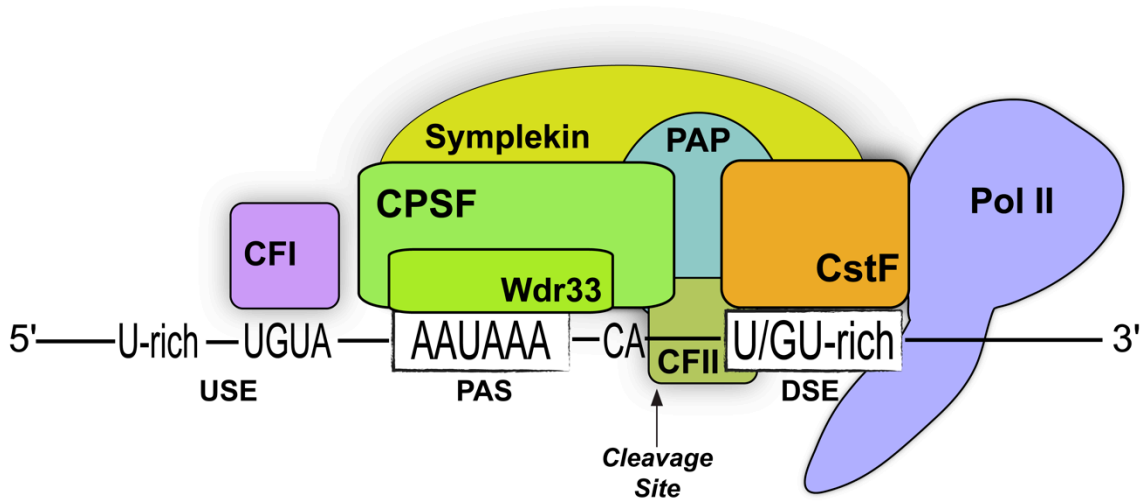 Symplekin
PAP
CPSF
Pol II
CFI
CstF
Wdr33
5'
U-rich
UGUA
AAUAAA
CA
CFII
U/GU-rich
3'
USE
PAS
DSE
Cleavage
Site